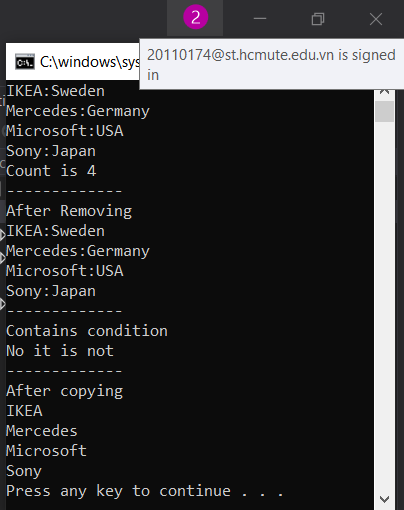 2
C:\windows\sys
20110174@st.hcmute.edu.vn is signed
in
IKEA:Sweden
Mercedes:Germany
Microsoft:USA
Sony:Japan
Count is 4
-------------
After Removing
IKEA:Sweden
Mercedes:Germany
Microsoft:USA
Sony:Japan
-------------
Contains condition
No it is not
-------------
After copying
IKEA
Mercedes
Microsoft
Sony
Press any key to continue . . .